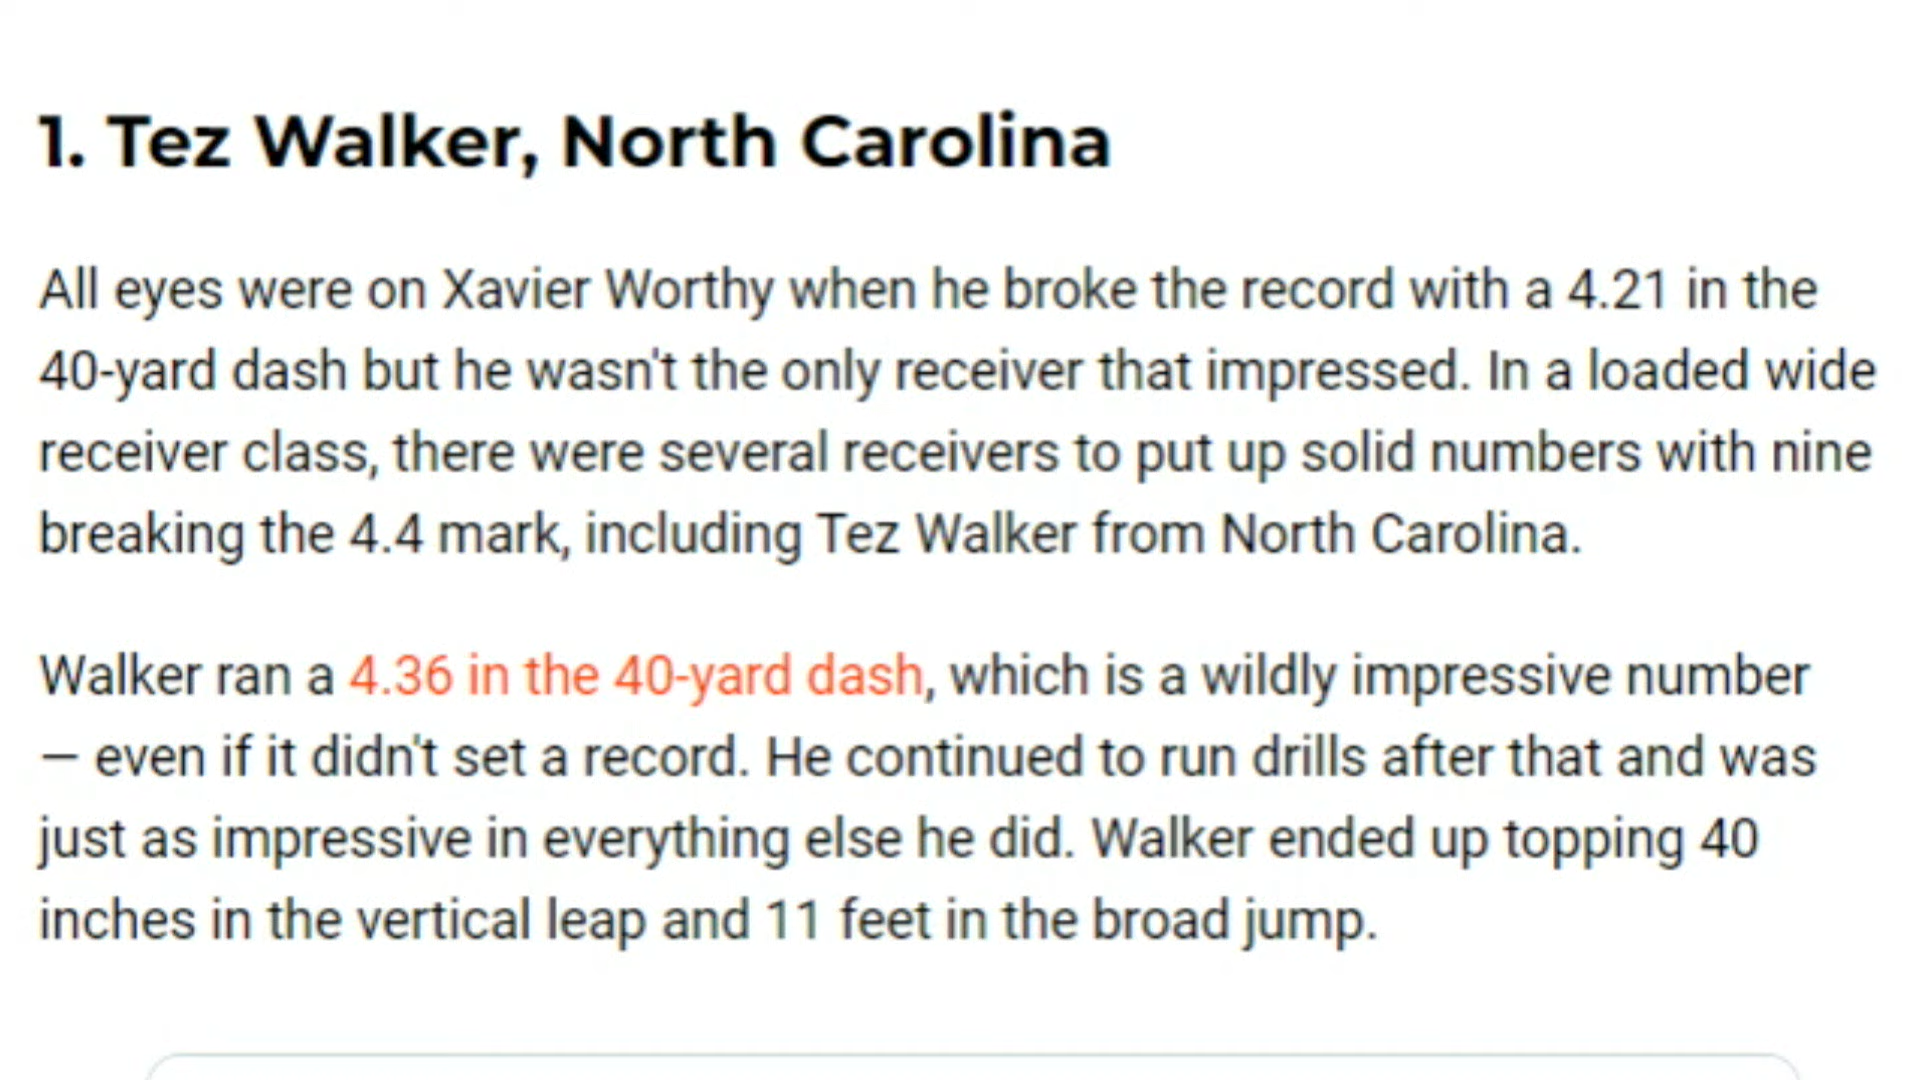 1. Tez Walker, North Carolina
All eyes were on Xavier Worthy when he broke the record with a 4.21 in the
40-yard dash but he wasn't the only receiver that impressed. In a loaded wide
receiver class, there were several receivers to put up solid numbers with nine
breaking the 4.4 mark, including Tez Walker from North Carolina.
Walker ran a 4.36 in the 40-yard dash, which is a wildly impressive number
— even if it didn't set a record. He continued to run drills after that and was
just as impressive in everything else he did. Walker ended up topping 40
inches in the vertical leap and 11 feet in the broad jump.